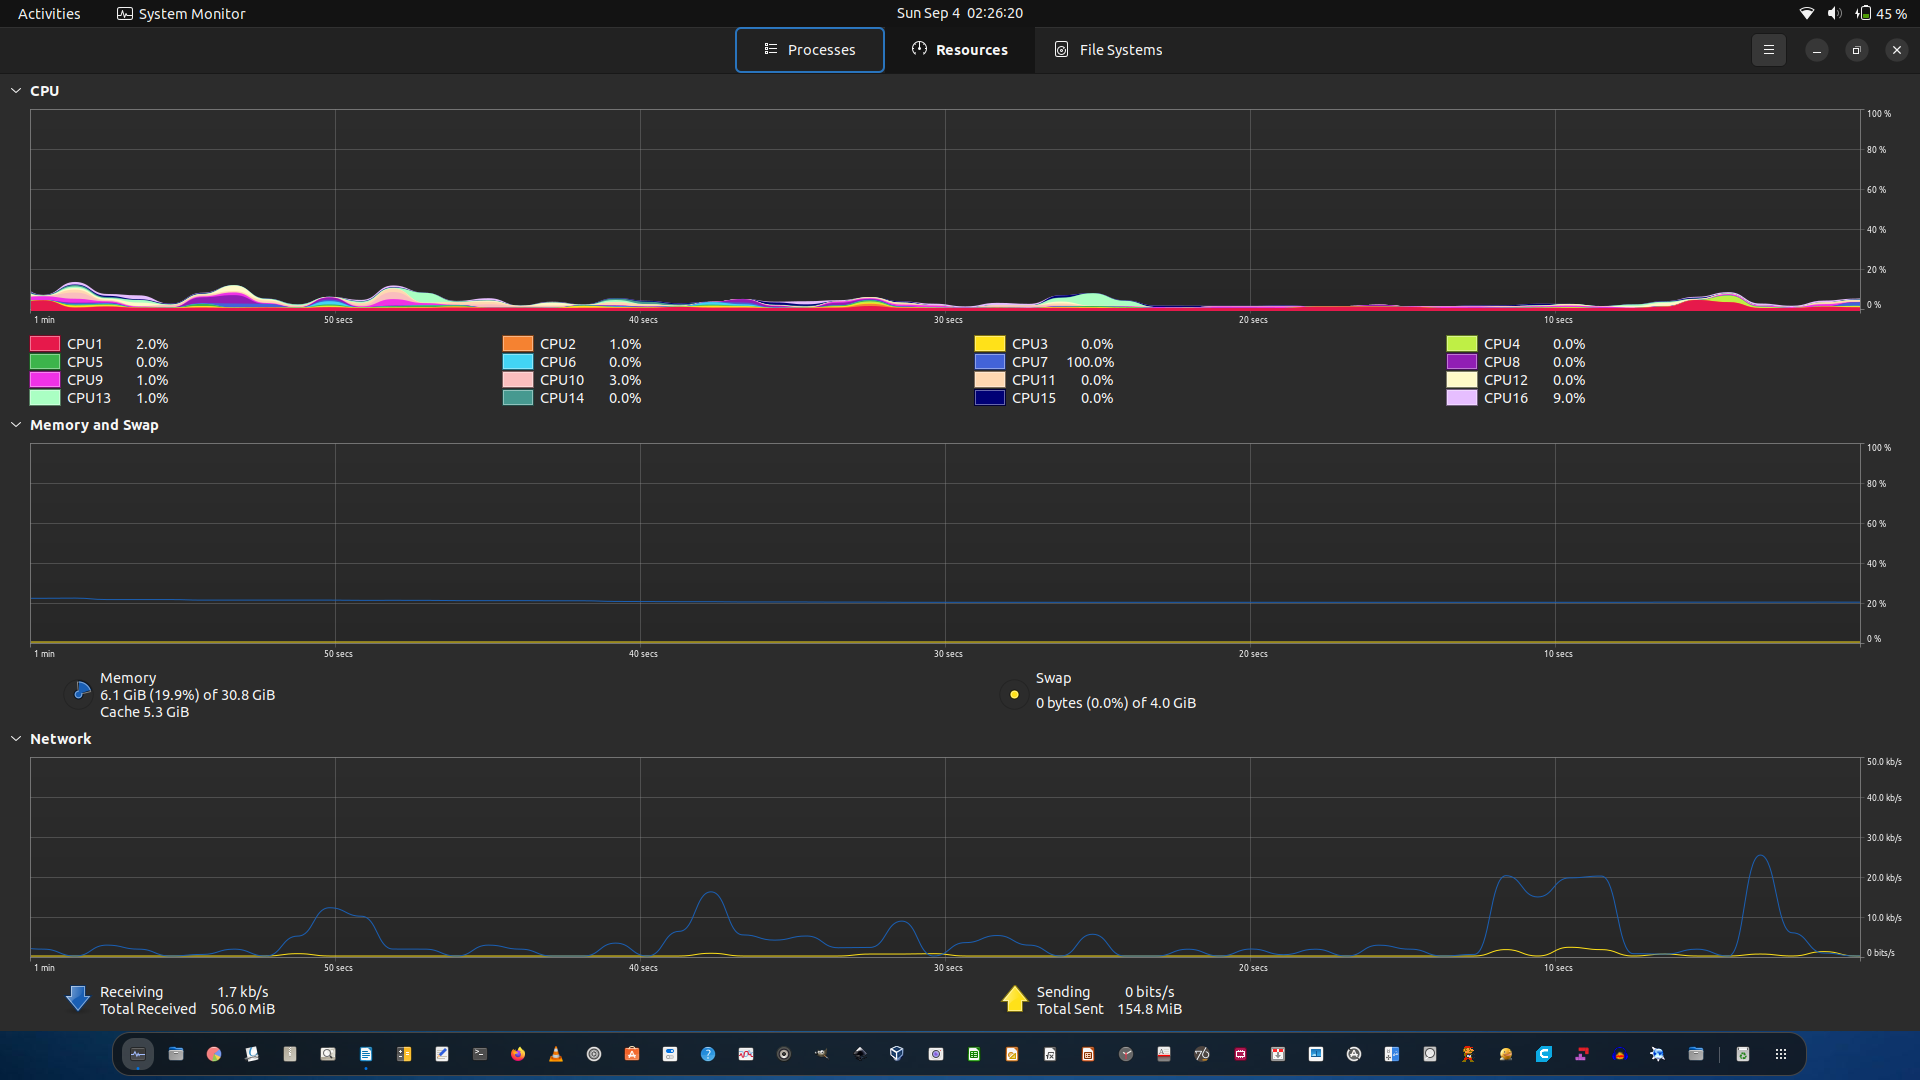 Activities System Monitor Sun Sep 4 02:26:20 45 %
Processes Resources File Systems
CPU
100 %
80 %
60 %
40 %
20 %
0 %
1 min 50 secs 40 secs 30 secs 20 secs 10 secs
CPU1 2.0% CPU2 1.0% CPU3 0.0% CPU4 0.0%
CPU5 0.0% CPU6 0.0% CPU7 100.0% CPU8 0.0%
CPU9 1.0% CPU10 3.0% CPU11 0.0% CPU12 0.0%
CPU13 1.0% CPU14 0.0% CPU15 0.0% CPU16 9.0%
Memory and Swap
100 %
80 %
60 %
40 %
20 %
0 %
1 min 50 secs 40 secs 30 secs 20 secs 10 secs
Memory
6.1 GiB (19.9%) of 30.8 GiB
Cache 5.3 GiB
Swap
0 bytes (0.0%) of 4.0 GiB
Network
50.0 kb/s
40.0 kb/s
30.0 kb/s
20.0 kb/s
10.0 kb/s
0 bits/s
1 min 50 secs 40 secs 30 secs 20 secs 10 secs
Receiving 1.7 kb/s
Total Received 506.0 MiB
Sending 0 bits/s
Total Sent 154.8 MiB
76